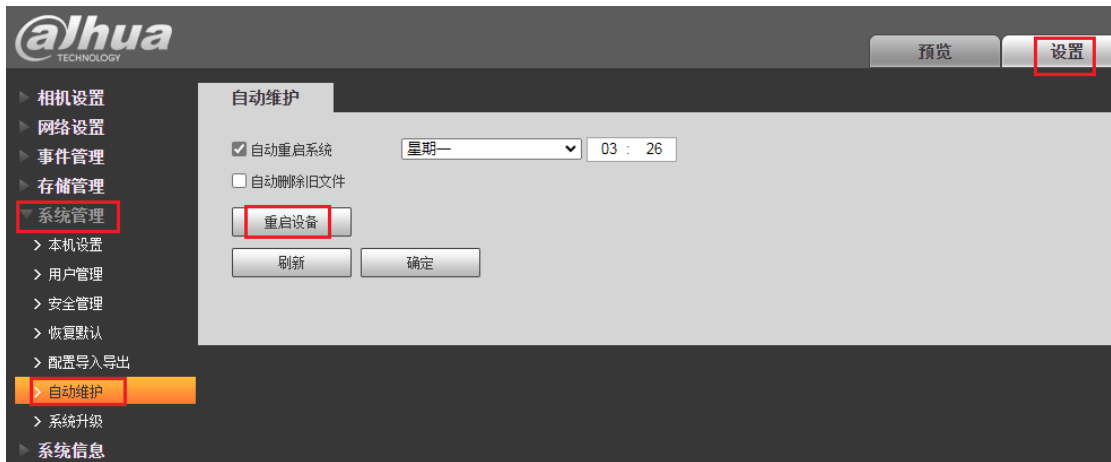 alhua
TECHNOLOGY
预览
设置
相机设置
网络设置
事件管理
存储管理
系统管理
本机设置
用户管理
安全管理
恢复默认
配置导入导出
自动维护
系统升级
系统信息
自动维护
自动重启系统 星期一 03 : 26
自动删除旧文件
重启设备
刷新 确定